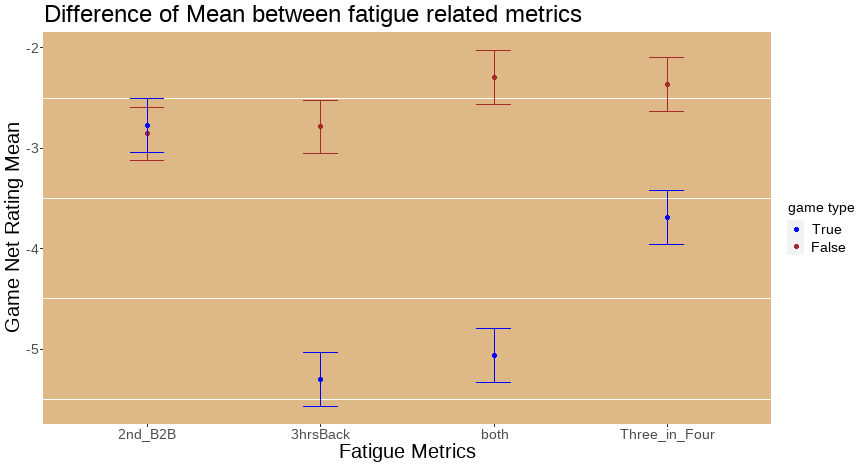 Difference of Mean between fatigue related metrics
Game Net Rating Mean
-2
-3
-4
-5
2nd_B2B
3hrsBack
both
Three_in_Four
Fatigue Metrics
game type
True
False